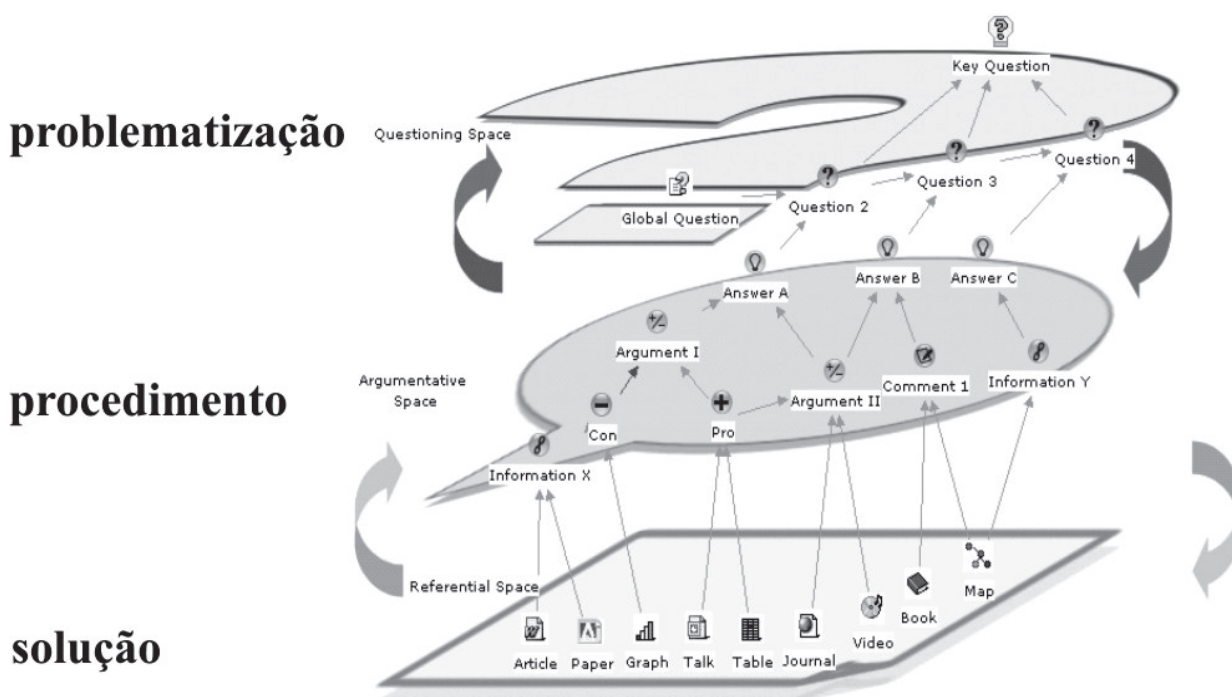 Key Question
problematização
Questioning Space
Question 4
Question 3
Question 2
Global Question
Answer A
Answer B
Answer C
Argument I
procedimento
Argumentative
Space
Argument II
Comment 1
Information Y
Con
Pro
Information X
Referential Space
Map
Book
Video
solução
Article
Paper
Graph
Talk
Table
Journal